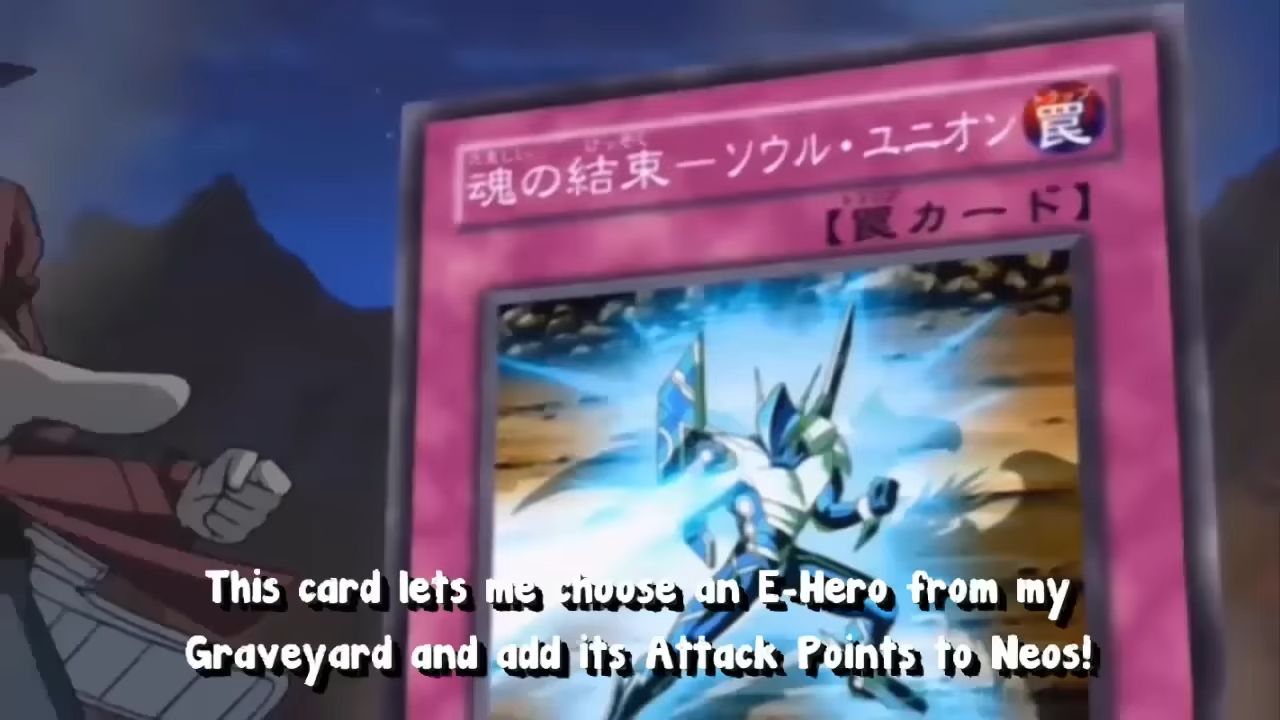 魂の結束－ソウル・ユニオン
罠
【罠カード】
This card lets me choose an E-Hero from my
Graveyard and add its Attack Points to Neos!